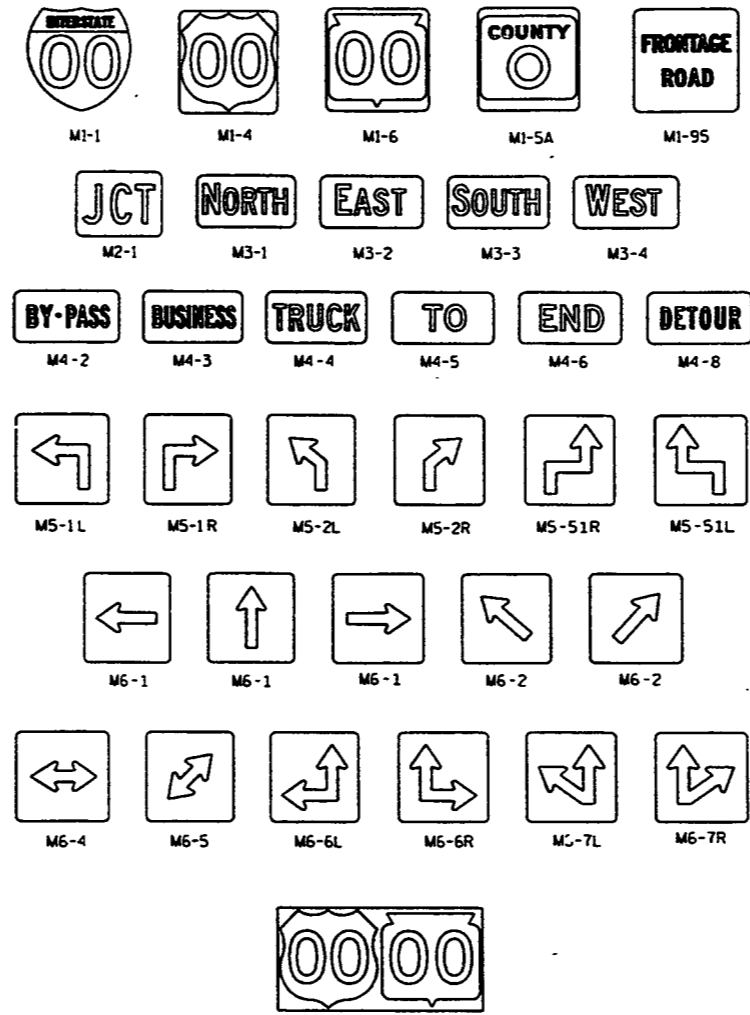 INTERSTATE
00
00
00
COUNTY
0
FRONTAGE
ROAD
M1-1 M1-4 M1-6 M1-5A M1-95
JCT NORTH EAST SOUTH WEST
M2-1 M3-1 M3-2 M3-3 M3-4
BY-PASS BUSINESS TRUCK TO END DETOUR
M4-2 M4-3 M4-4 M4-5 M4-6 M4-8
M5-1L M5-1R M5-2L M5-2R M5-51R M5-51L
M6-1 M6-1 M6-1 M6-2 M6-2
M6-4 M6-5 M6-6L M6-6R M6-7R
00 00